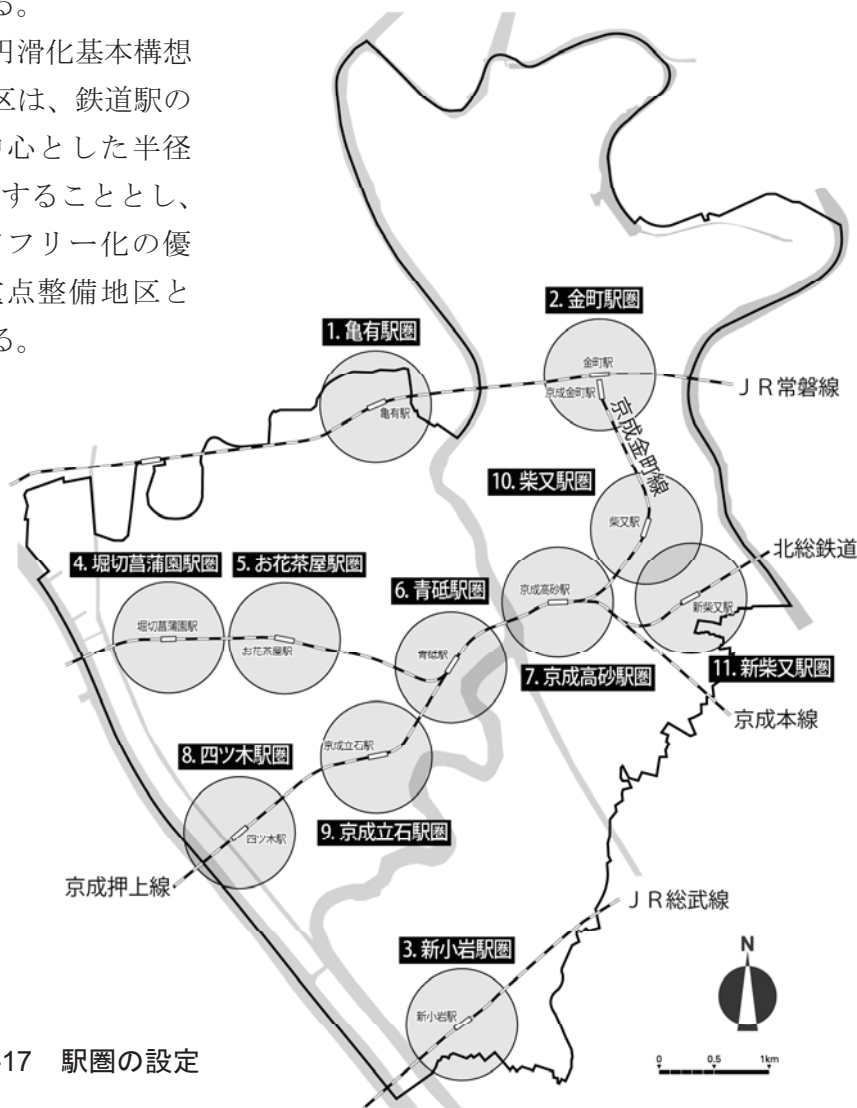 る。
円滑化基本構想
区は、鉄道駅の
心とした半径
することとし、
フリー化の優
点整備地区と
る。
2. 金町駅圏
1. 亀有駅圏
金町駅
京成金町駅
JR常磐線
亀有駅
京成金町線
10. 柴又駅圏
柴又駅
北総鉄道
4. 堀切菖蒲園駅圏
5. お花茶屋駅圏
6. 青砥駅圏
京成高砂駅
新柴又駅
堀切菖蒲園駅
お花茶屋駅
青砥駅
7. 京成高砂駅圏
11. 新柴又駅圏
京成本線
8. 四ツ木駅圏
京成立石駅
四ツ木駅
9. 京成立石駅圏
京成押上線
JR総武線
3. 新小岩駅圏
N
新小岩駅
17 駅圏の設定
0 0.5 1km